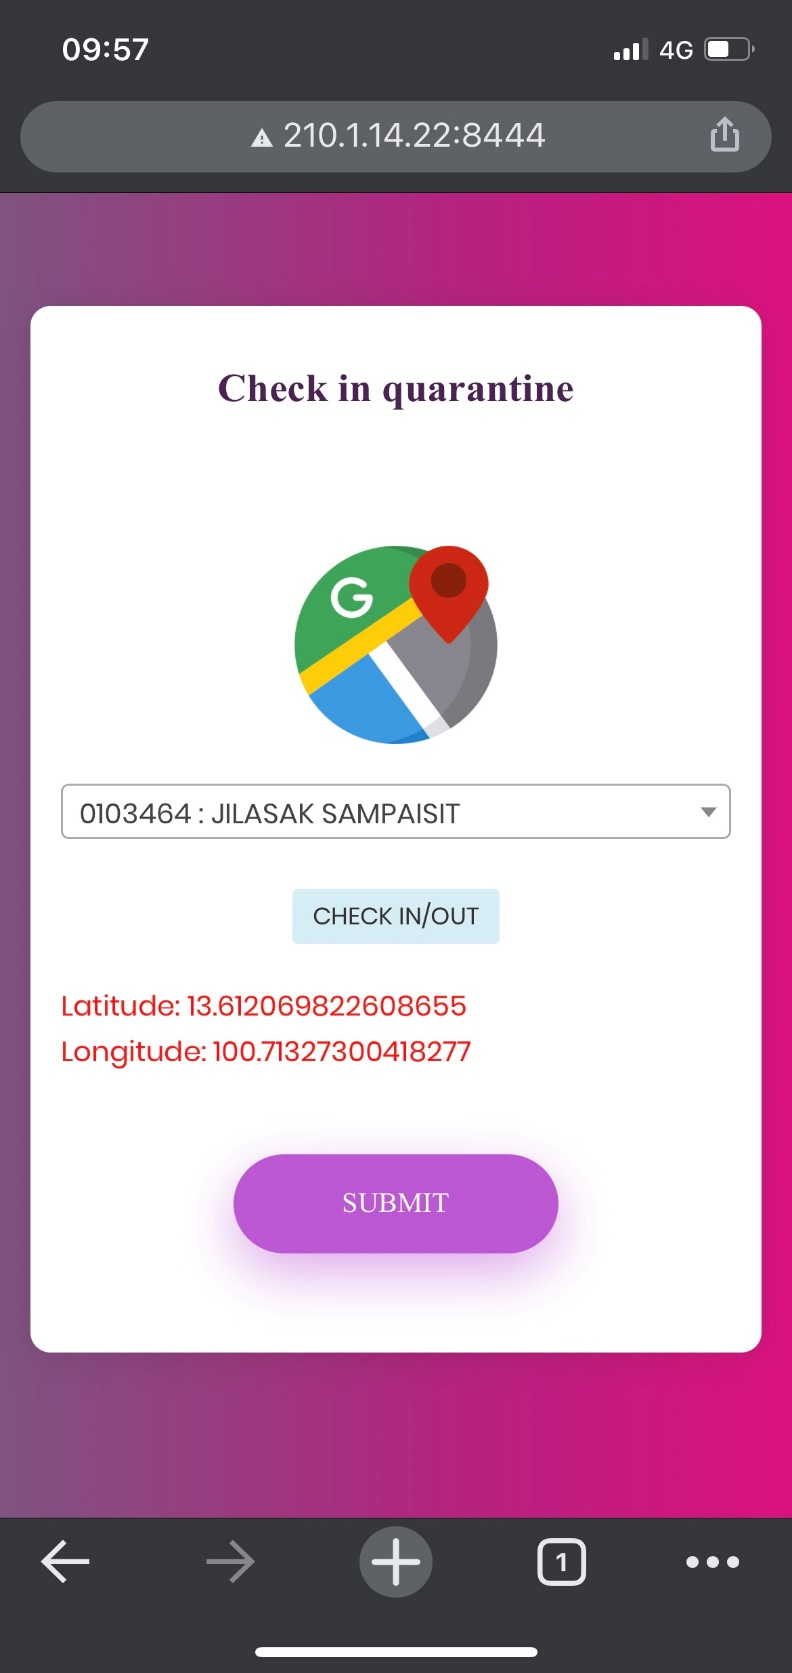 09:57
4G
210.1.14.22:8444
Check in quarantine
G
0103464 : JILASAK SAMPAISIT
CHECK IN/OUT
Latitude: 13.612069822608655
Longitude: 100.71327300418277
SUBMIT
1